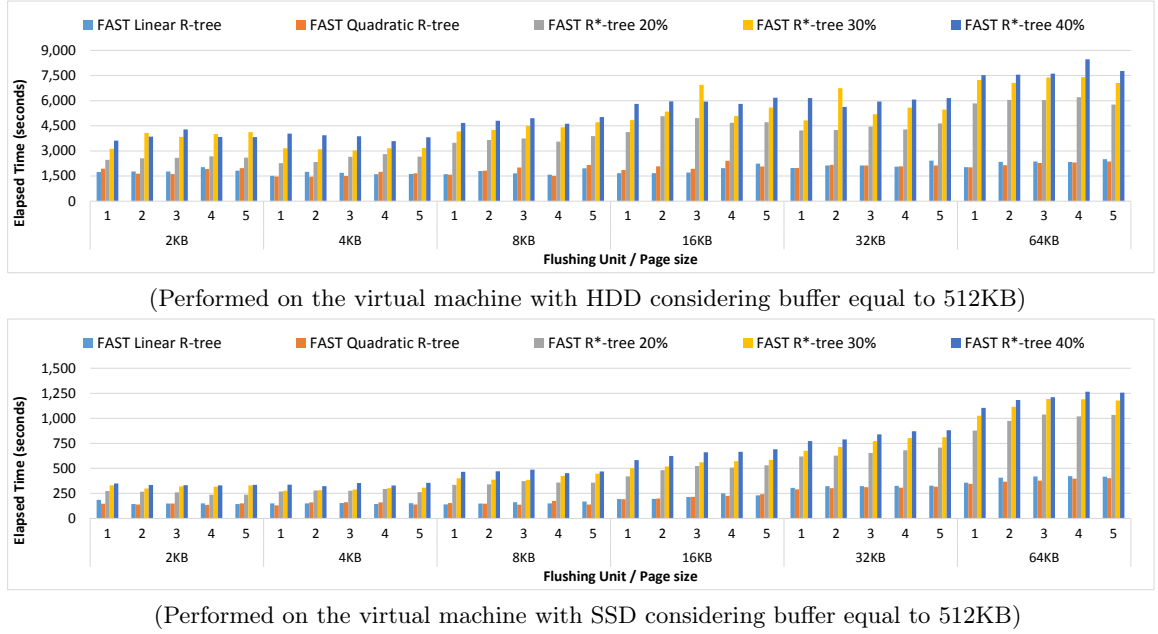 FAST Linear R-tree FAST Quadratic R-tree FAST R*-tree 20% FAST R*-tree 30% FAST R*-tree 40%
Elapsed Time (seconds)
9,000
7,500
6,000
4,500
3,000
1,500
0
1 2 3 4 5 1 2 3 4 5 1 2 3 4 5 1 2 3 4 5 1 2 3 4 5 1 2 3 4 5
2KB 4KB 8KB 16KB 32KB 64KB
Flushing Unit / Page size
(Performed on the virtual machine with HDD considering buffer equal to 512KB)
FAST Linear R-tree FAST Quadratic R-tree FAST R*-tree 20% FAST R*-tree 30% FAST R*-tree 40%
Elapsed Time (seconds)
1,500
1,250
1,000
750
500
250
0
1 2 3 4 5 1 2 3 4 5 1 2 3 4 5 1 2 3 4 5 1 2 3 4 5 1 2 3 4 5
2KB 4KB 8KB 16KB 32KB 64KB
Flushing Unit / Page size
(Performed on the virtual machine with SSD considering buffer equal to 512KB)